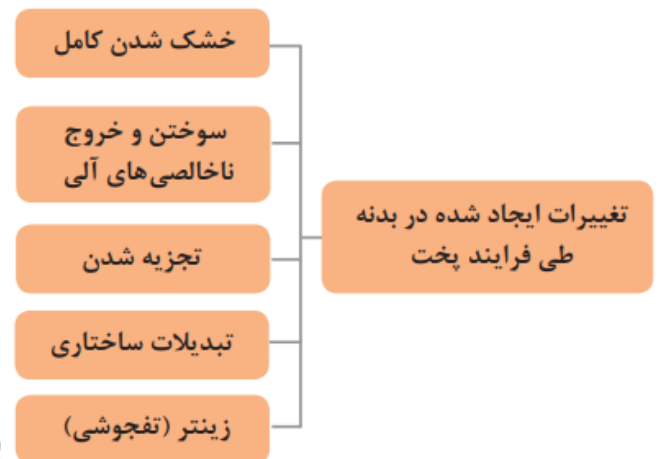 تغییرات ایجاد شده در بدنه
طی فرایند پخت
خشک شدن کامل
سوختن و خروج
ناخالصی‌های آلی
تجزیه شدن
تبدیلات ساختاری
زینتر (تفجوشی)